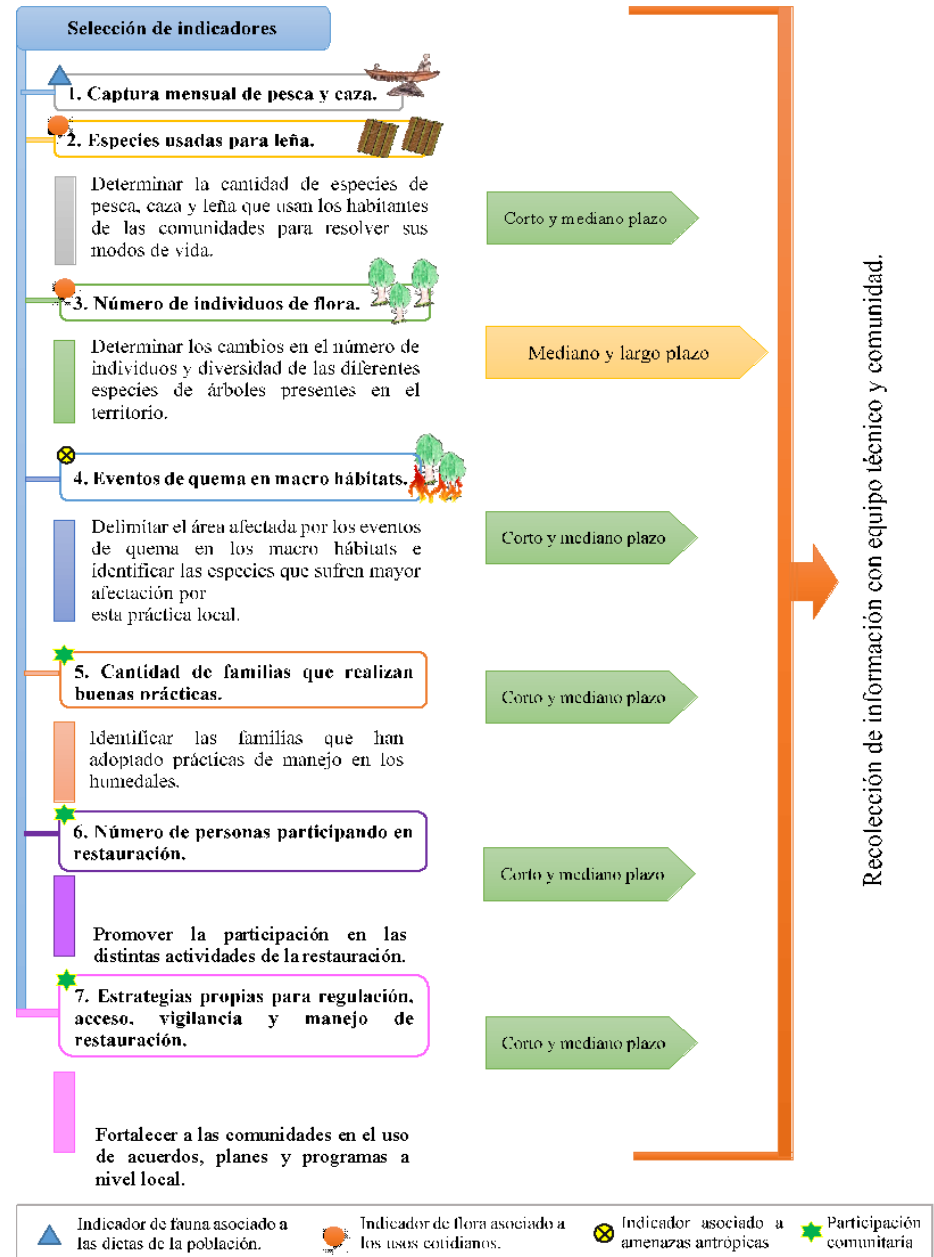 Selección de indicadores
1. Captura mensual de pesca y caza.
2. Especies usadas para leña.
Determinar la cantidad de especies de
pesca, caza y leña que usan los habitantes
de las comunidades para resolver sus
modos de vida.
Corto y mediano plazo
3. Número de individuos de flora.
Determinar los cambios en el número de
individuos y diversidad de las diferentes
especies de árboles presentes en el
territorio.
Mediano y largo plazo
4. Eventos de quema en macro hábitats.
Delimitar el área afectada por los eventos
de quema en los macro hábitats e
identificar las especies que sufren mayor
afectación por
esta práctica local.
Corto y mediano plazo
5. Cantidad de familias que realizan
buenas prácticas.
Identificar las familias que han
adoptado prácticas de manejo en los
humedales.
Corto y mediano plazo
6. Número de personas participando en
restauración.
Promover la participación en las
distintas actividades de la restauración.
Corto y mediano plazo
7. Estrategias propias para regulación,
acceso, vigilancia y manejo de
restauración.
Fortalecer a las comunidades en el uso
de acuerdos, planes y programas a
nivel local.
Corto y mediano plazo
Recolección de información con equipo técnico y comunidad.
Indicador de fauna asociado a
las dietas de la población.
Indicador de flora asociado a
los usos cotidianos.
Indicador asociado a
amenazas antrópicas
Participación
comunitaria